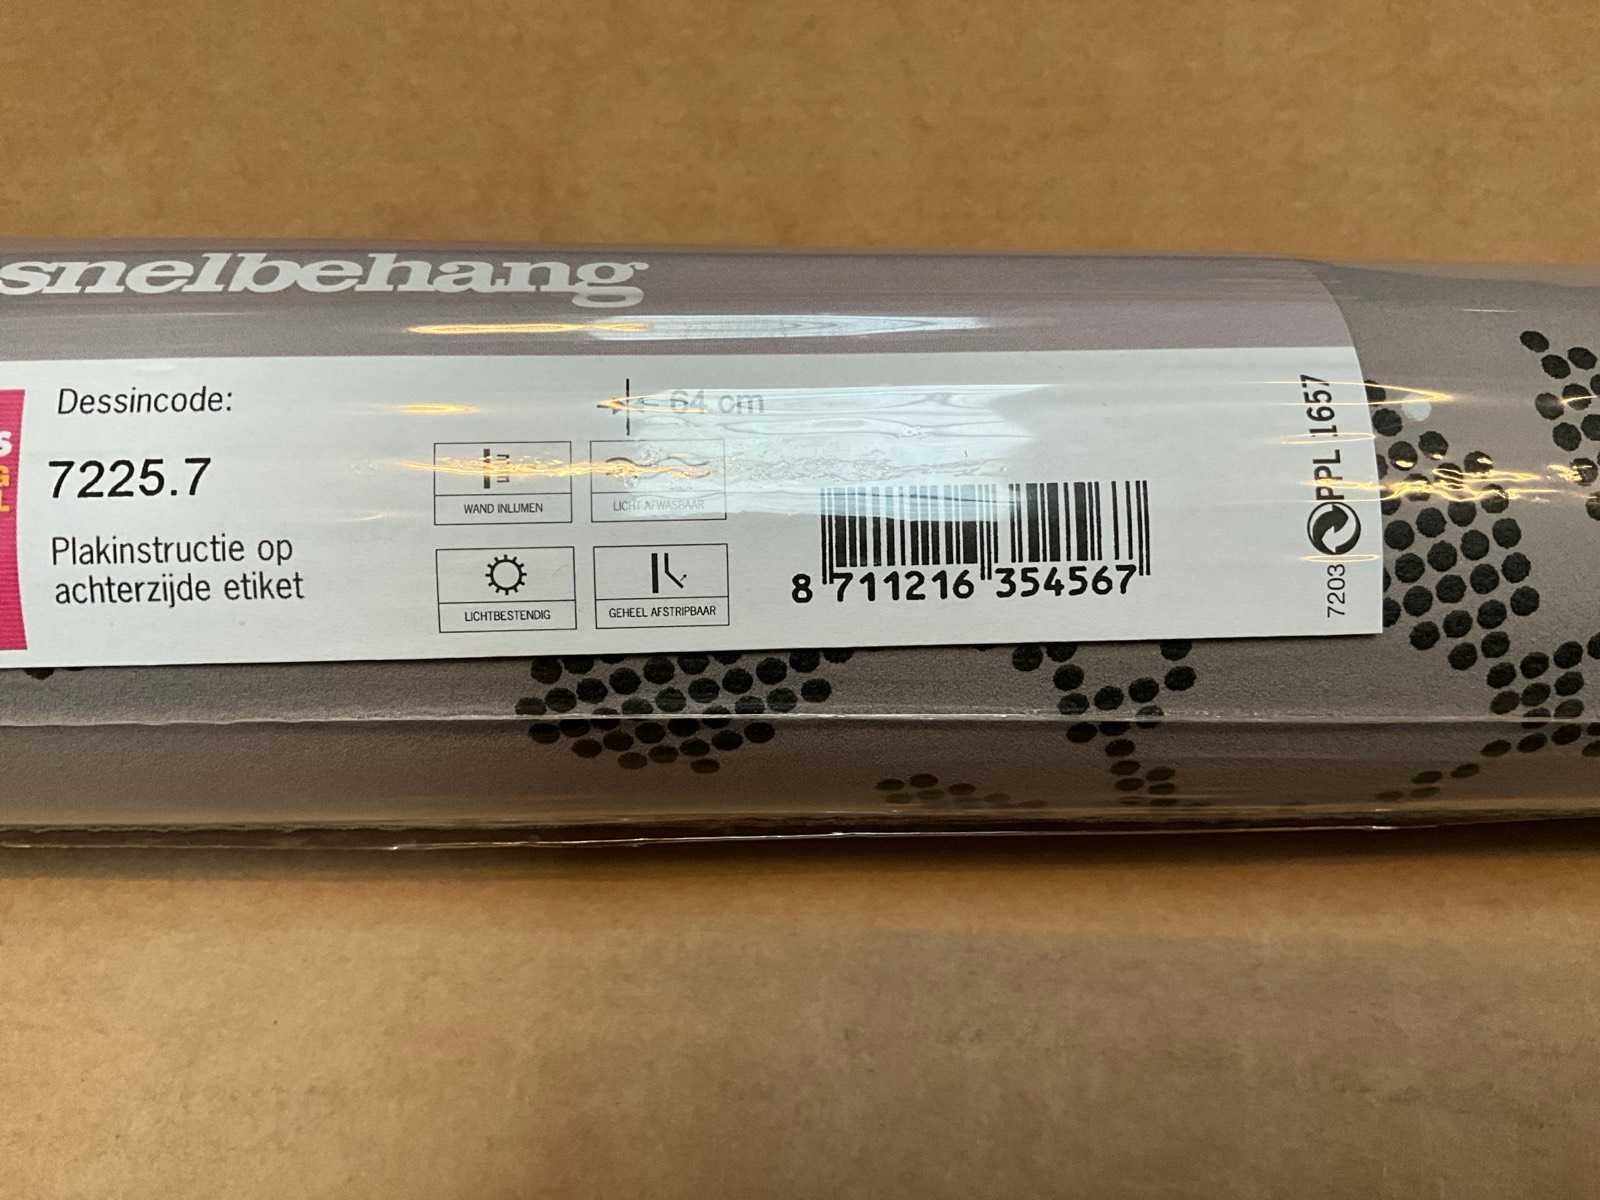 snelbehang
Dessincode:
7225.7
Plakinstructie op
achterzijde etiket
64 cm
WAND INLIJMEN
LICHT AFWASBAAR
LICHTBESTENDIG
GEHEEL AFSTRIPBAAR
8 711216 354567
7203 PPL 1657